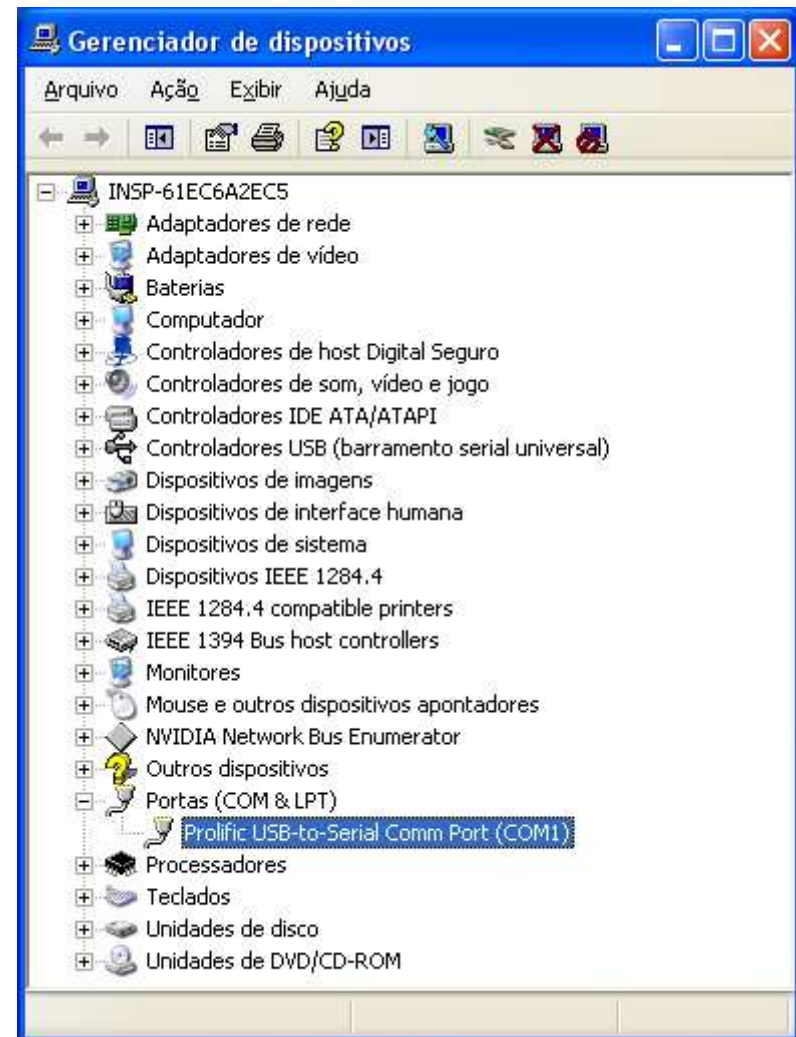 Gerenciador de dispositivos
Arquivo Ação Exibir Ajuda
INSP-61EC6A2EC5
Adaptadores de rede
Adaptadores de vídeo
Baterias
Computador
Controladores de host Digital Seguro
Controladores de som, vídeo e jogo
Controladores IDE ATA/ATAPI
Controladores USB (barramento serial universal)
Dispositivos de imagens
Dispositivos de interface humana
Dispositivos de sistema
Dispositivos IEEE 1284.4
IEEE 1284.4 compatible printers
IEEE 1394 Bus host controllers
Monitores
Mouse e outros dispositivos apontadores
NVIDIA Network Bus Enumerator
Outros dispositivos
Portas (COM & LPT)
Prolific USB-to-Serial Comm Port (COM1)
Processadores
Teclados
Unidades de disco
Unidades de DVD/CD-ROM